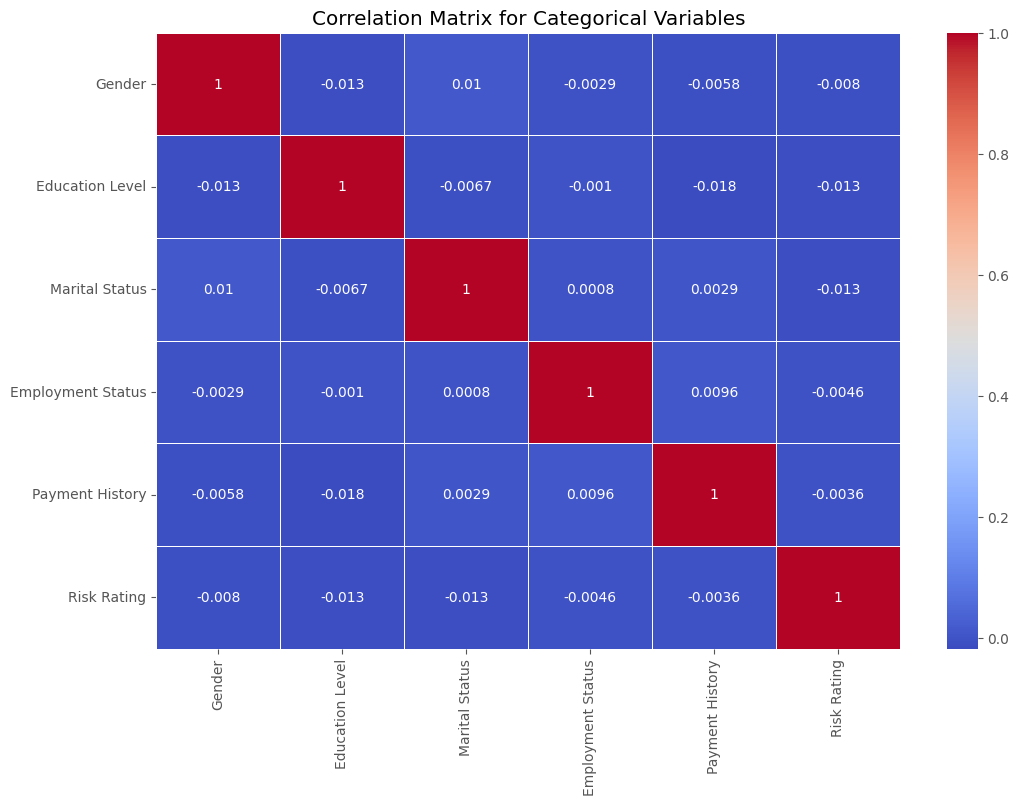 Correlation Matrix for Categorical Variables
Gender 1 -0.013 0.01 -0.0029 -0.0058 -0.008
Education Level -0.013 1 -0.0067 -0.001 -0.018 -0.013
Marital Status 0.01 -0.0067 1 0.0008 0.0029 -0.013
Employment Status -0.0029 -0.001 0.0008 1 0.0096 -0.0046
Payment History -0.0058 -0.018 0.0029 0.0096 1 -0.0036
Risk Rating -0.008 -0.013 -0.013 -0.0046 -0.0036 1
Gender
Education Level
Marital Status
Employment Status
Payment History
Risk Rating
1.0
0.8
0.6
0.4
0.2
0.0